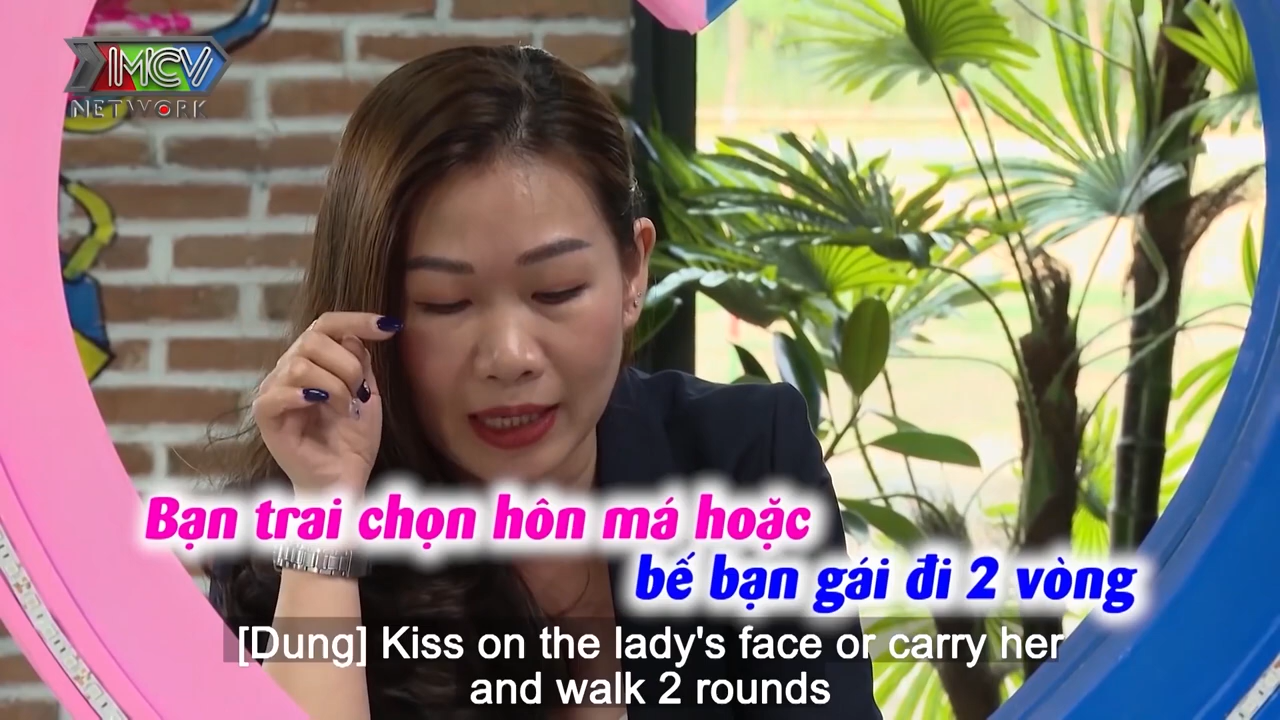 MCV
NETWORK
Bạn trai chọn hôn má hoặc
bế bạn gái đi 2 vòng
[Dung] Kiss on the lady's face or carry her
and walk 2 rounds